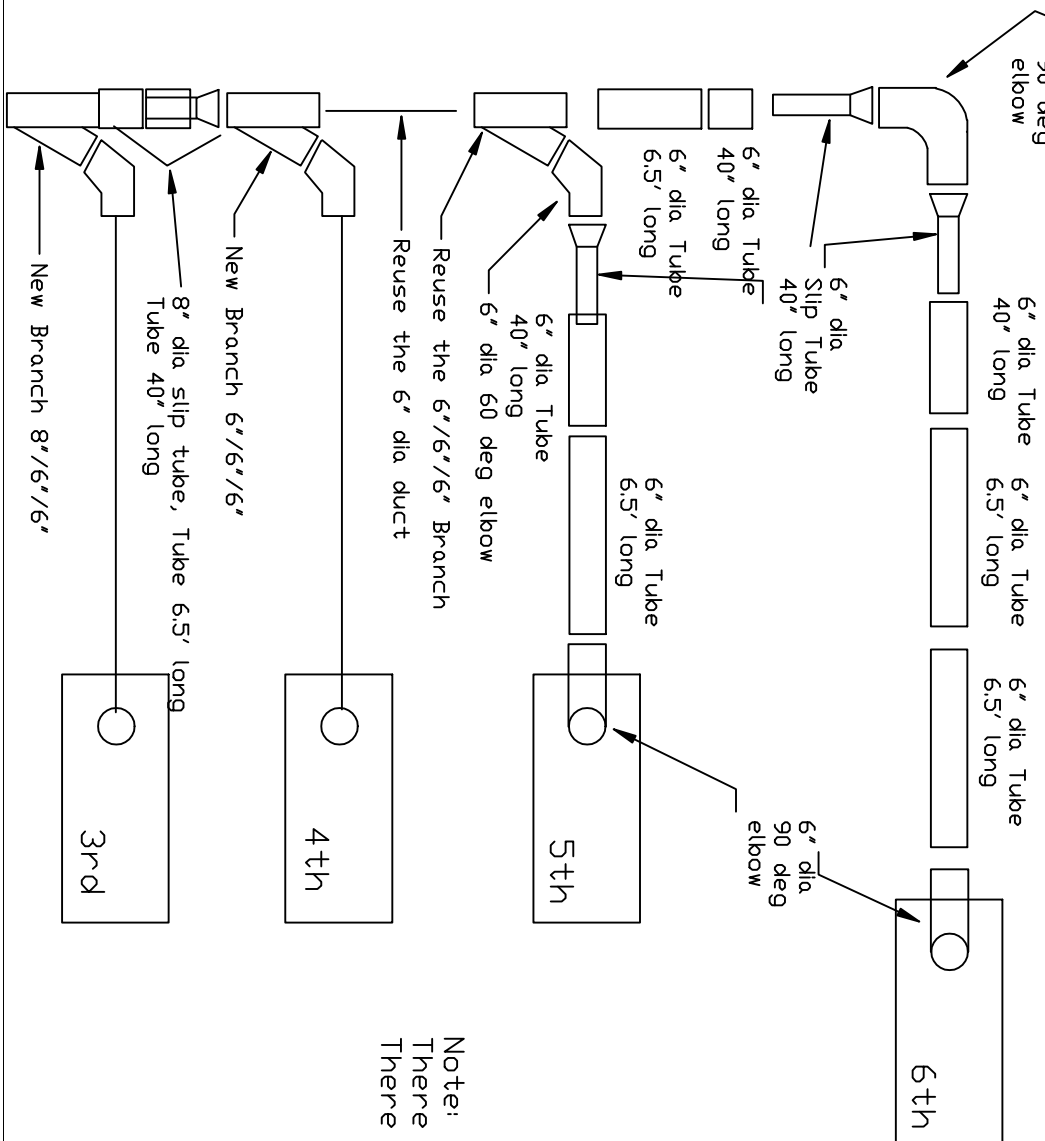 90 deg
elbow
6" dia Tube
40" long
6" dia Tube
6.5' long
6" dia Tube
6.5' long
6th
6" dia
Slip Tube
40" long
6" dia
90 deg
elbow
6" dia Tube
40" long
6" dia Tube
6.5' long
6" dia Tube
6.5' long
5th
6" dia Tube
40" long
6" dia 60 deg elbow
Reuse the 6"/6"/6" Branch
Reuse the 6" dia duct
4th
New Branch 6"/6"/6"
8" dia slip tube, Tube 6.5' long
Tube 40" long
3rd
New Branch 8"/6"/6"
Note:
There
There